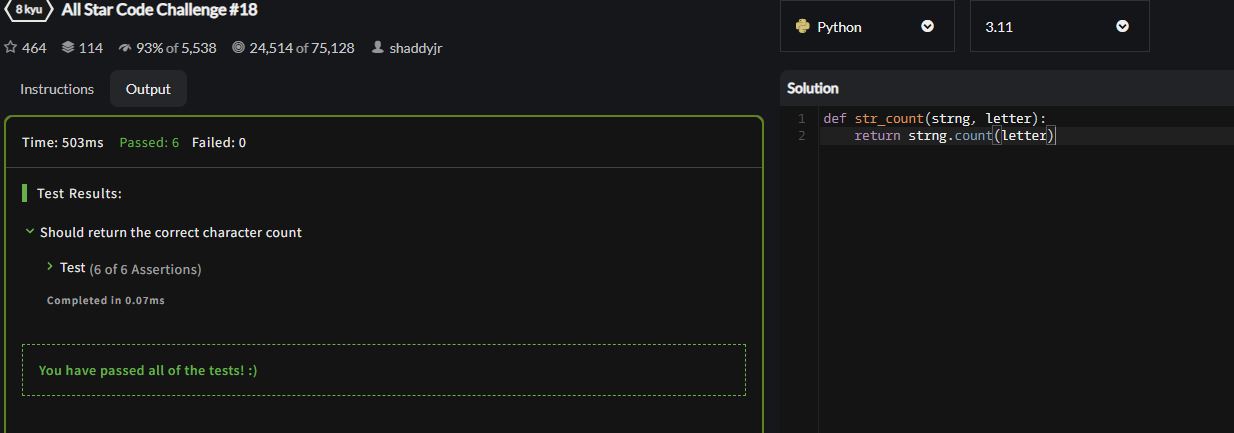 8 kyu All Star Code Challenge #18
464 114 93% of 5,538 24,514 of 75,128 shaddyjr
Instructions Output
Time: 503ms Passed: 6 Failed: 0
Test Results:
Should return the correct character count
Test (6 of 6 Assertions)
Completed in 0.07ms
You have passed all of the tests! :)
Python 3.11
Solution
1 def str_count(strng, letter):
2 return strng.count(letter)